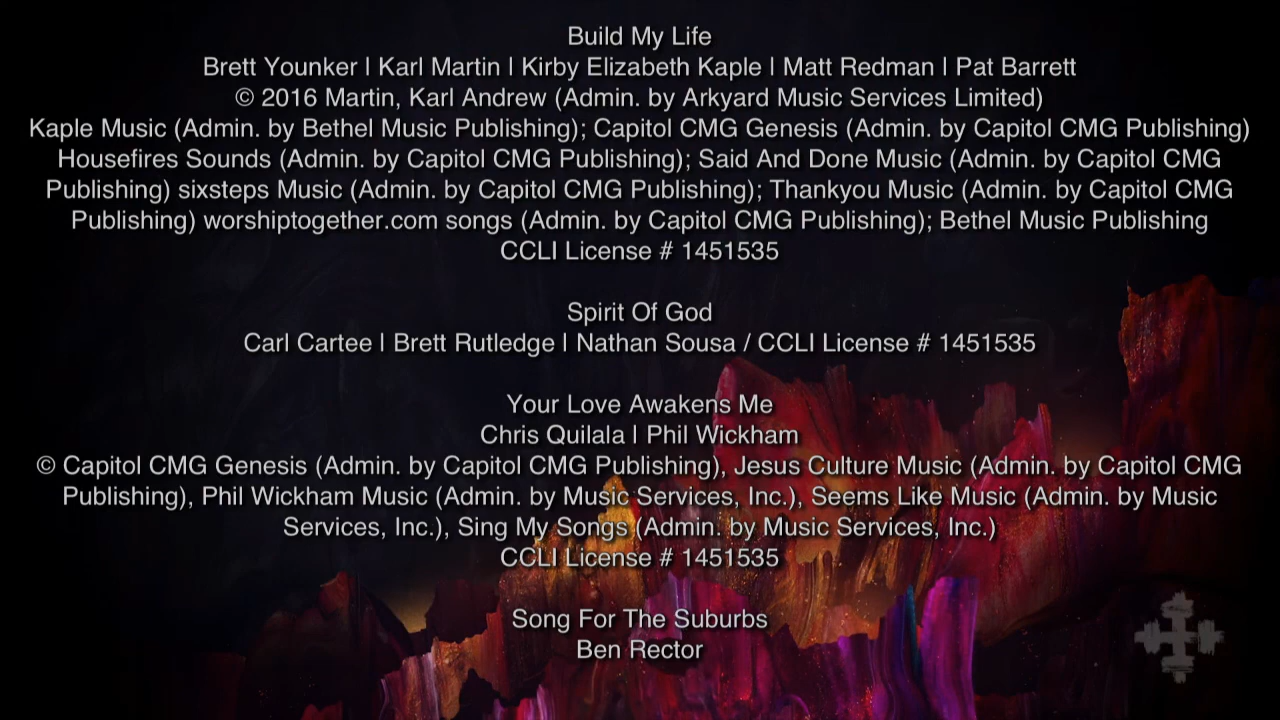 Build My Life
Brett Younker | Karl Martin | Kirby Elizabeth Kaple | Matt Redman | Pat Barrett
© 2016 Martin, Karl Andrew (Admin. by Arkyard Music Services Limited)
Kaple Music (Admin. by Bethel Music Publishing); Capitol CMG Genesis (Admin. by Capitol CMG Publishing)
Housefires Sounds (Admin. by Capitol CMG Publishing); Said And Done Music (Admin. by Capitol CMG
Publishing) sixsteps Music (Admin. by Capitol CMG Publishing); Thankyou Music (Admin. by Capitol CMG
Publishing) worshiptogether.com songs (Admin. by Capitol CMG Publishing); Bethel Music Publishing
CCLI License # 1451535
Spirit Of God
Carl Cartee | Brett Rutledge | Nathan Sousa / CCLI License # 1451535
Your Love Awakens Me
Chris Quilala | Phil Wickham
© Capitol CMG Genesis (Admin. by Capitol CMG Publishing), Jesus Culture Music (Admin. by Capitol CMG
Publishing), Phil Wickham Music (Admin. by Music Services, Inc.), Seems Like Music (Admin. by Music
Services, Inc.), Sing My Songs (Admin. by Music Services, Inc.)
CCLI License # 1451535
Song For The Suburbs
Ben Rector